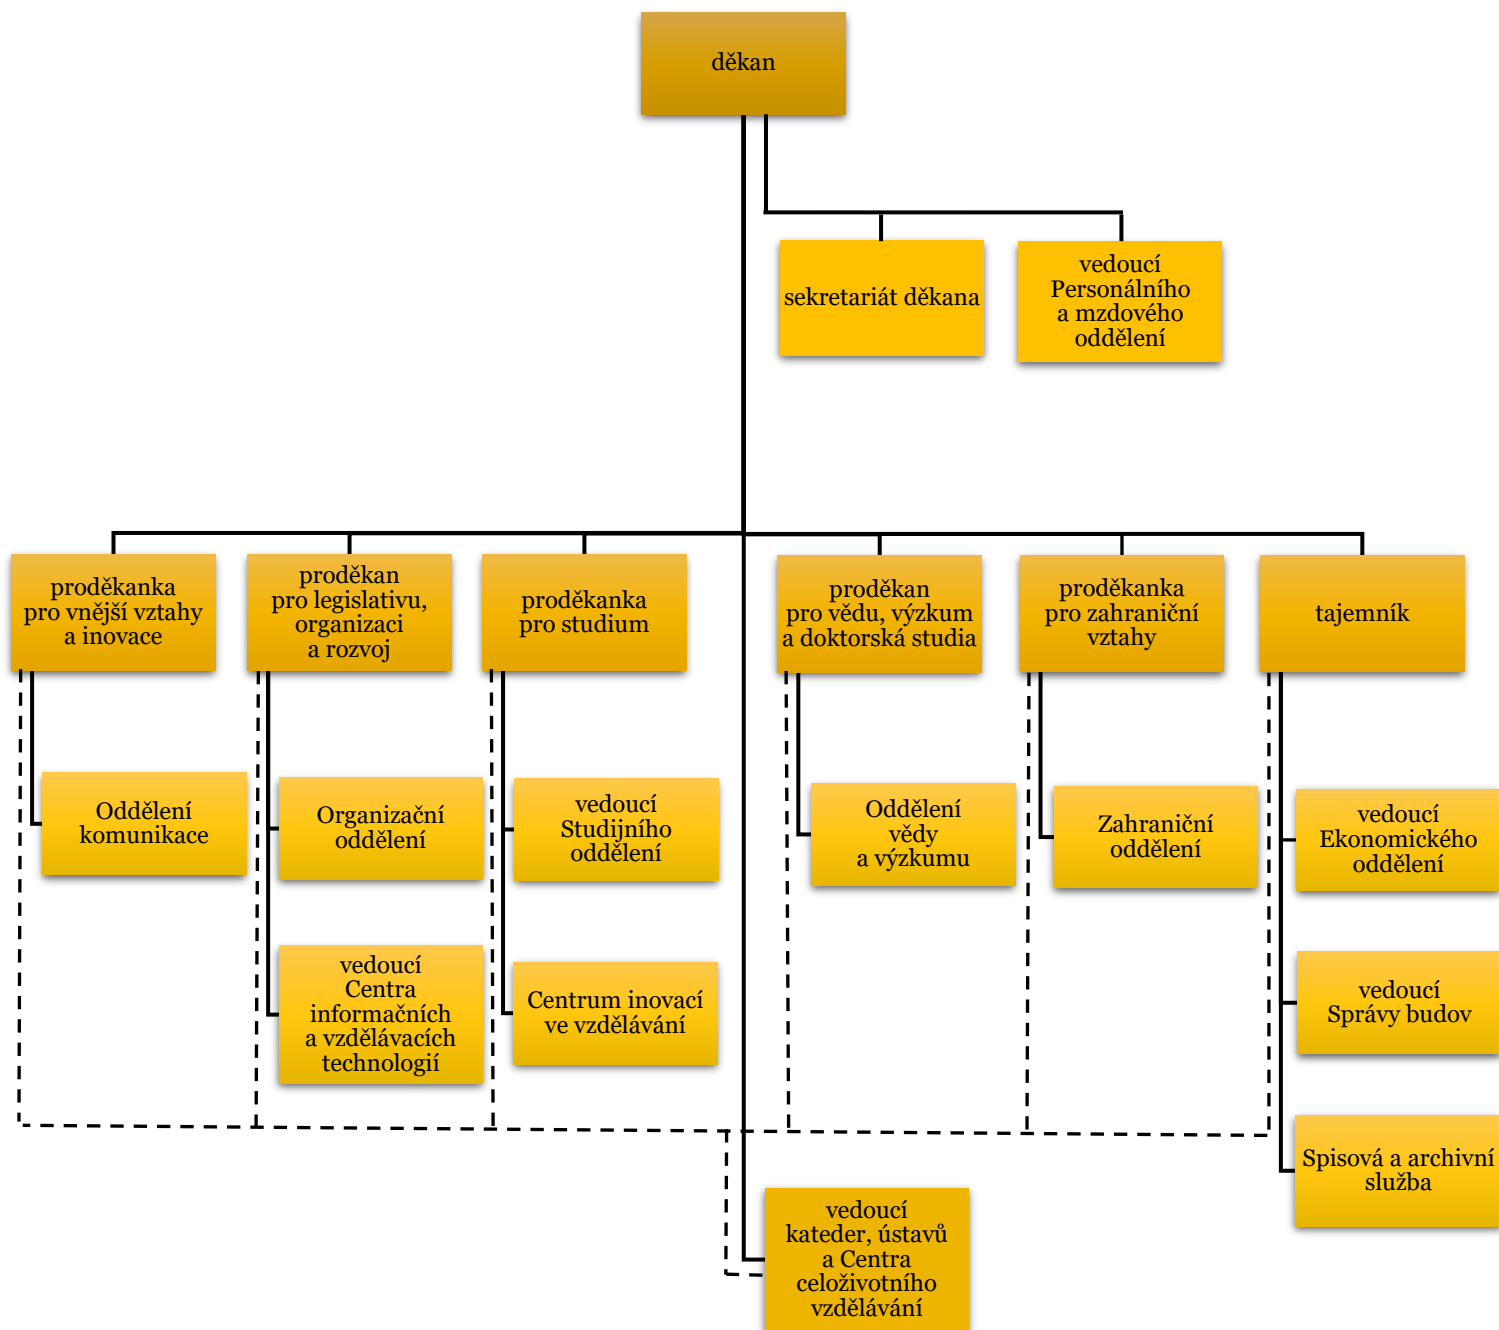 děkan
sekretariát děkana
vedoucí
Personálního
a mzdového
oddělení
proděkanka
pro vnější vztahy
a inovace
proděkan
pro legislativu,
organizaci
a rozvoj
proděkanka
pro studium
proděkan
pro vědu, výzkum
a doktorská studia
proděkanka
pro zahraniční
vztahy
tajemník
Oddělení
komunikace
Organizační
oddělení
vedoucí
Studijního
oddělení
Oddělení
vědy
a výzkumu
Zahraniční
oddělení
vedoucí
Ekonomického
oddělení
vedoucí
Centra
informačních
a vzdělávacích
technologií
Centrum inovací
ve vzdělávání
vedoucí
Správy budov
Spisová a archivní
služba
vedoucí
kateder, ústavů
a Centra
celoživotního
vzdělávání